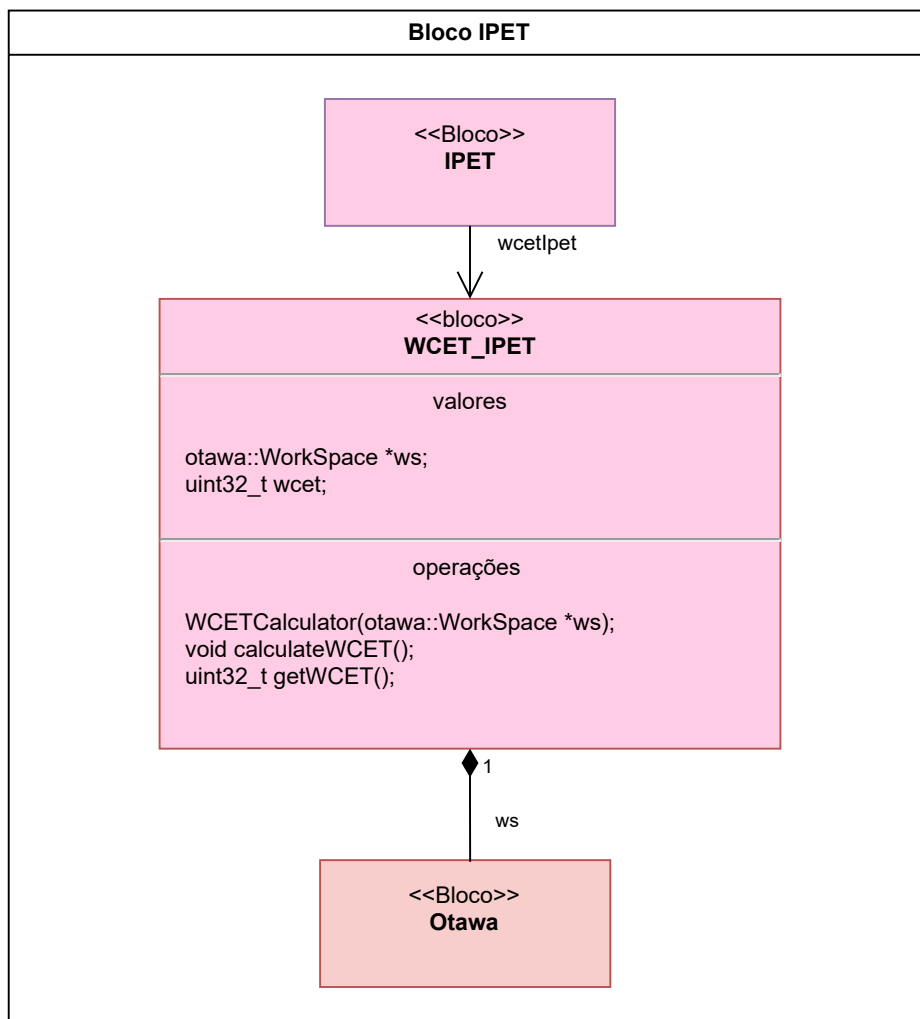 Bloco IPET
<<Bloco>>
IPET
wcetIpet
<<bloco>>
WCET_IPET
valores
otawa::WorkSpace *ws;
uint32_t wcet;
operações
WCETCalculator(otawa::WorkSpace *ws);
void calculateWCET();
uint32_t getWCET();
1
ws
<<Bloco>>
Otawa